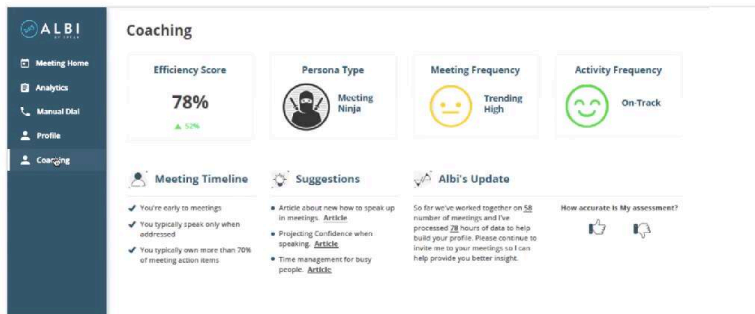 ALBI
Coaching
Meeting Home
Analytics
Manual Dial
Profile
Coaching
Efficiency Score
78%
52%
Persona Type
Meeting
Ninja
Meeting Frequency
Trending
High
Activity Frequency
On-Track
Meeting Timeline
You're early to meetings
You typically speak only when
addressed
You typically own more than 70%
of meeting action items
Suggestions
Article about new how to speak up
in meetings. Article
Projecting Confidence when
speaking. Article
Time management for busy
people. Article
Albi's Update
So far we've worked together on 58
number of meetings and I've
processed 78 hours of data to help
build your profile. Please continue to
invite me to your meetings so I can
help provide you better insight.
How accurate is My assessment?